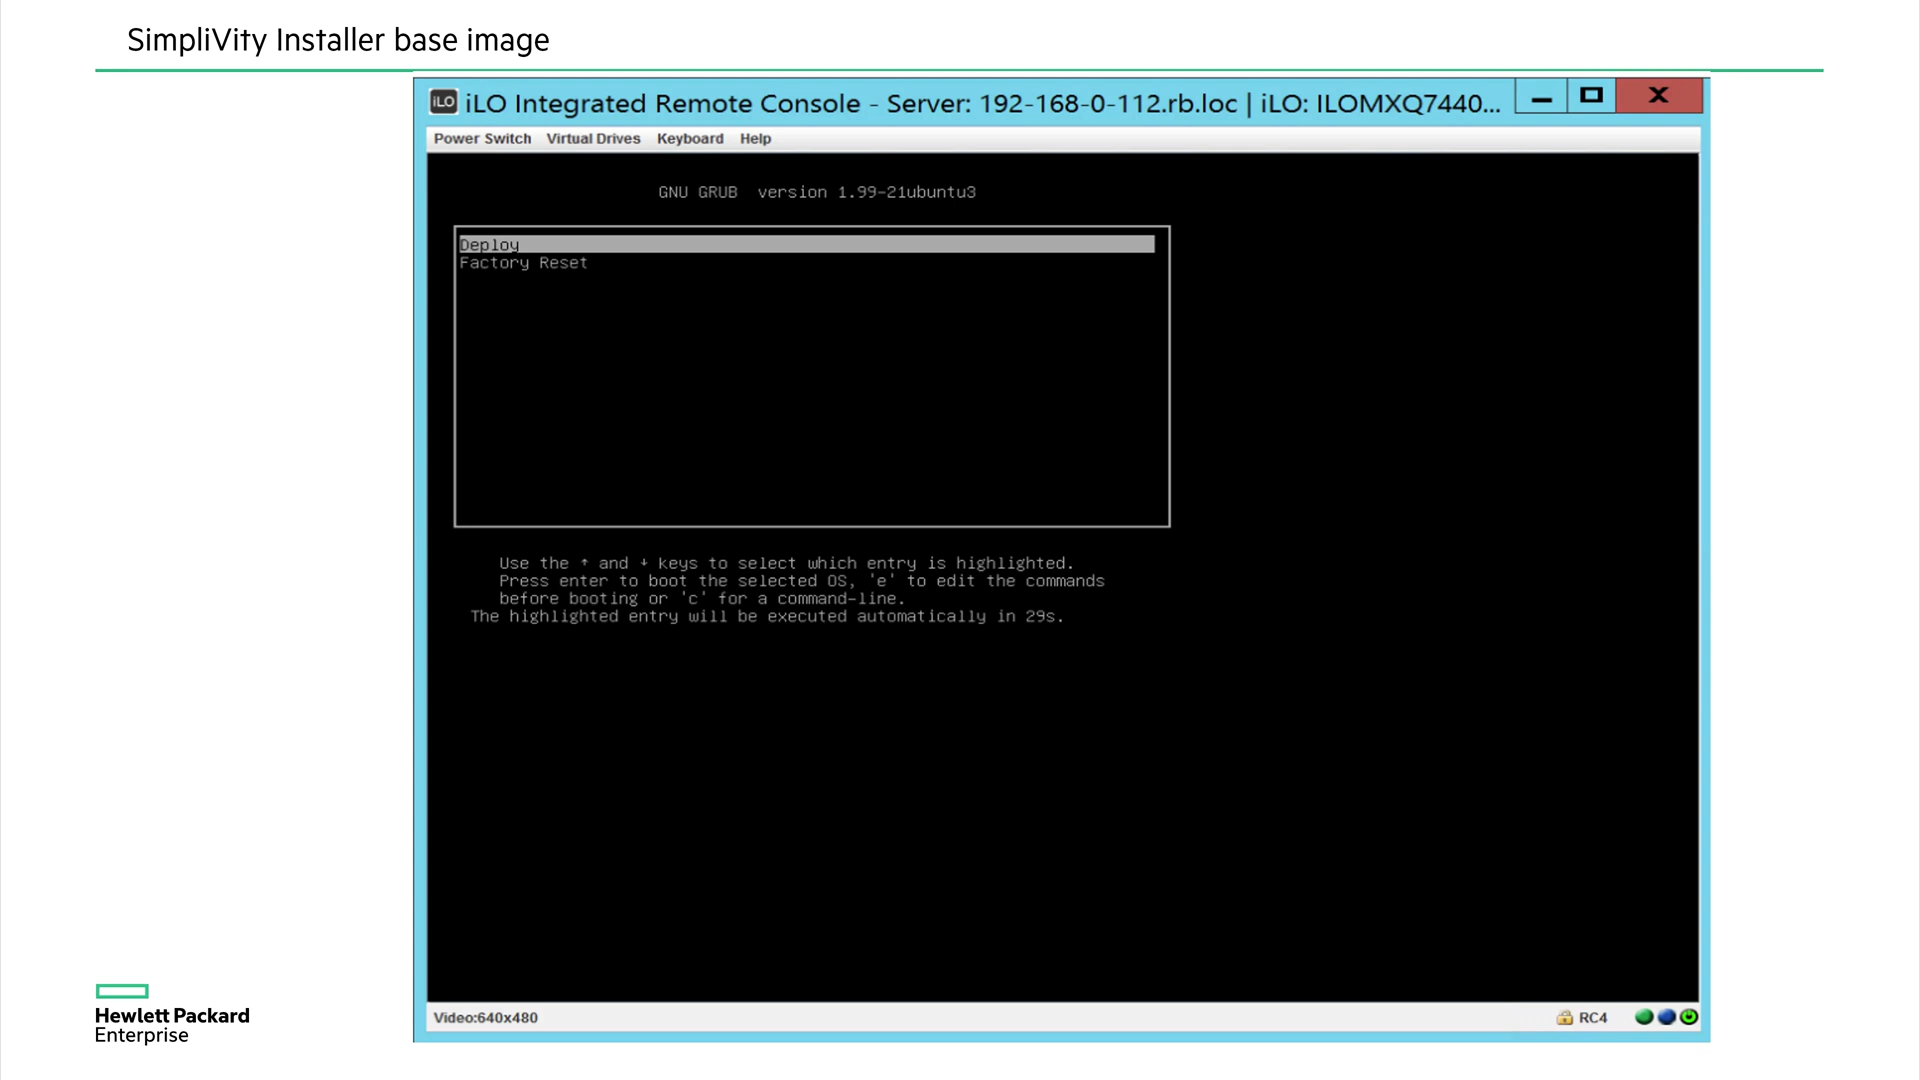 SimpliVity Installer base image
iLO iLO Integrated Remote Console - Server: 192-168-0-112.rb.loc | iLO: ILOMXQ7440...
Power Switch Virtual Drives Keyboard Help
GNU GRUB version 1.99-21ubuntu3
Deploy
Factory Reset
Use the ↑ and ↓ keys to select which entry is highlighted.
Press enter to boot the selected OS, 'e' to edit the commands
before booting or 'c' for a command-line.
The highlighted entry will be executed automatically in 29s.
Video:640x480 RC4
Hewlett Packard
Enterprise